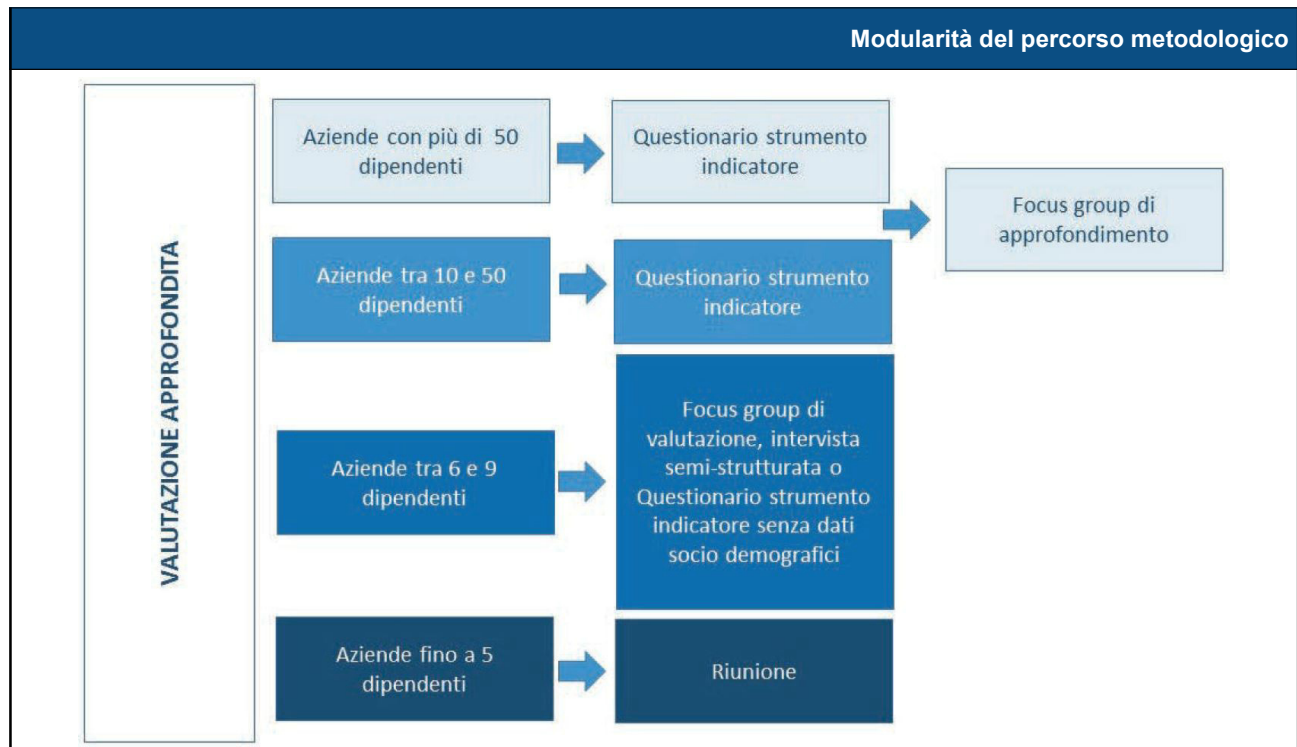 Modularità del percorso metodologico
VALUTAZIONE APPROFONDITA
Aziende con più di 50
dipendenti
Questionario strumento
indicatore
Focus group di
approfondimento
Aziende tra 10 e 50
dipendenti
Questionario strumento
indicatore
Aziende tra 6 e 9
dipendenti
Focus group di
valutazione, intervista
semi-strutturata o
Questionario strumento
indicatore senza dati
socio demografici
Aziende fino a 5
dipendenti
Riunione